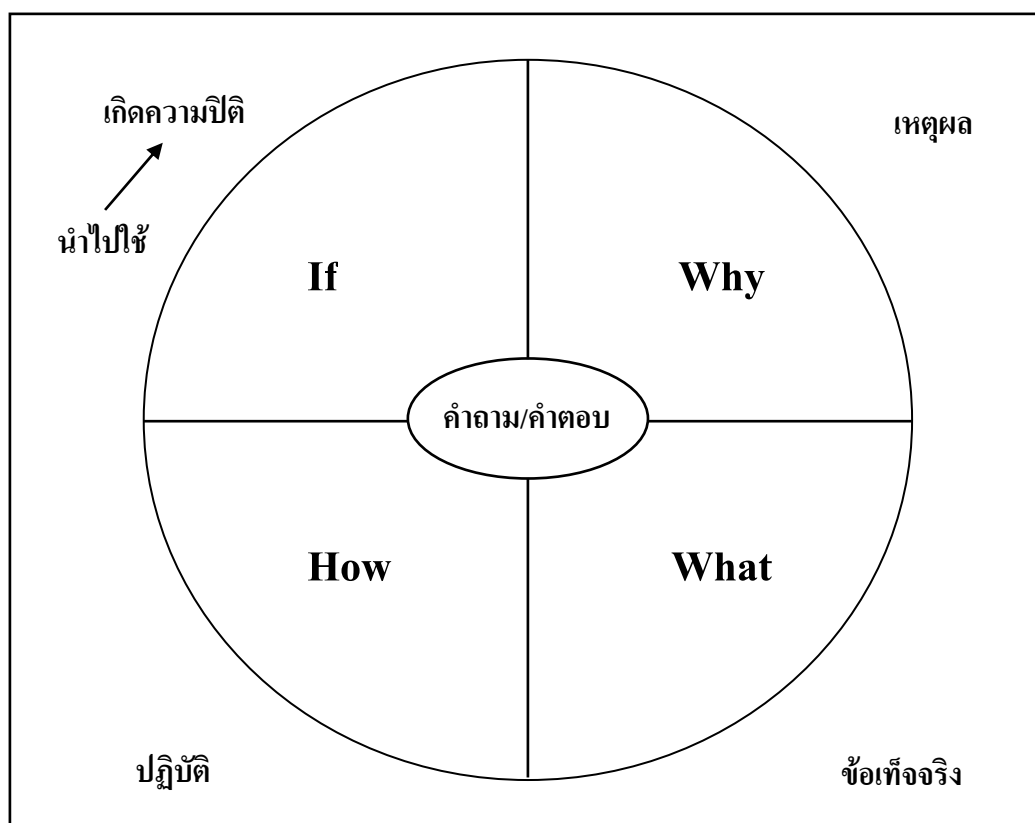 เกิดความปิติ
เหตุผล
นำไปใช้
If
Why
คำถาม/คำตอบ
How
What
ปฏิบัติ
ข้อเท็จจริง